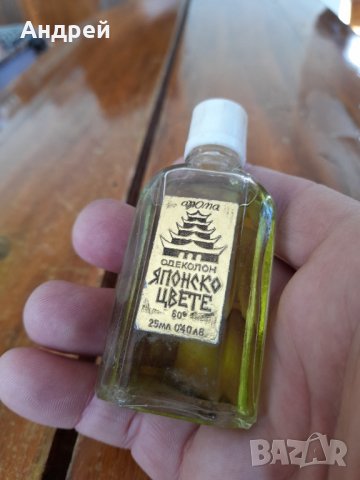 Андрей
арома
ОДЕКОЛОН
ЯПОНСКО
ЦВЕТЕ
60°
25МЛ 0'40ЛВ.
BAZAR